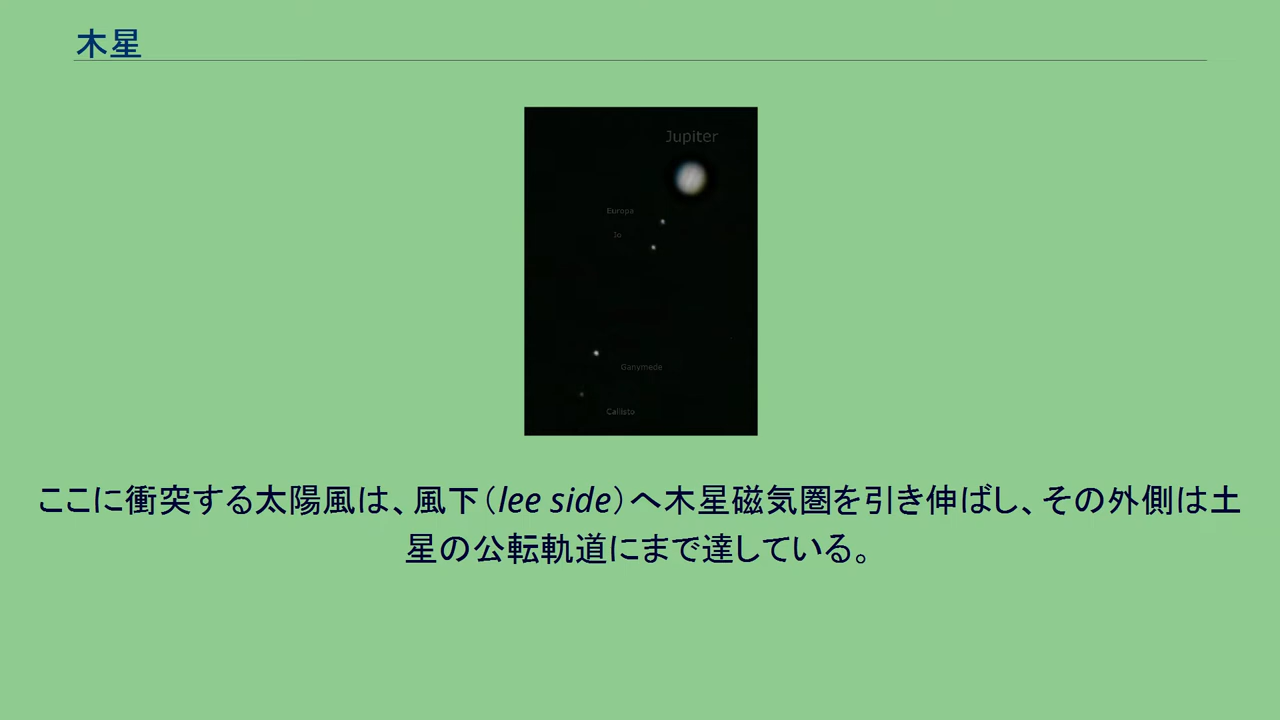 木星
Jupiter
Europa
Io
Ganymede
Callisto
ここに衝突する太陽風は、風下（lee side）へ木星磁気圏を引き伸ばし、その外側は土
星の公転軌道にまで達している。